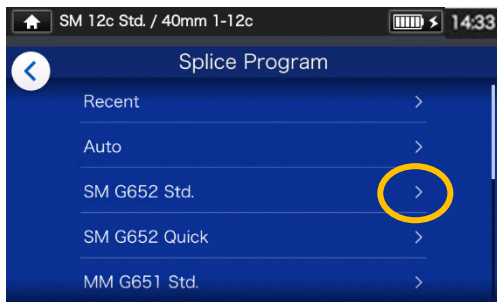 SM 12c Std. / 40mm 1-12c 14:33
Splice Program
Recent
Auto
SM G652 Std.
SM G652 Quick
MM G651 Std.